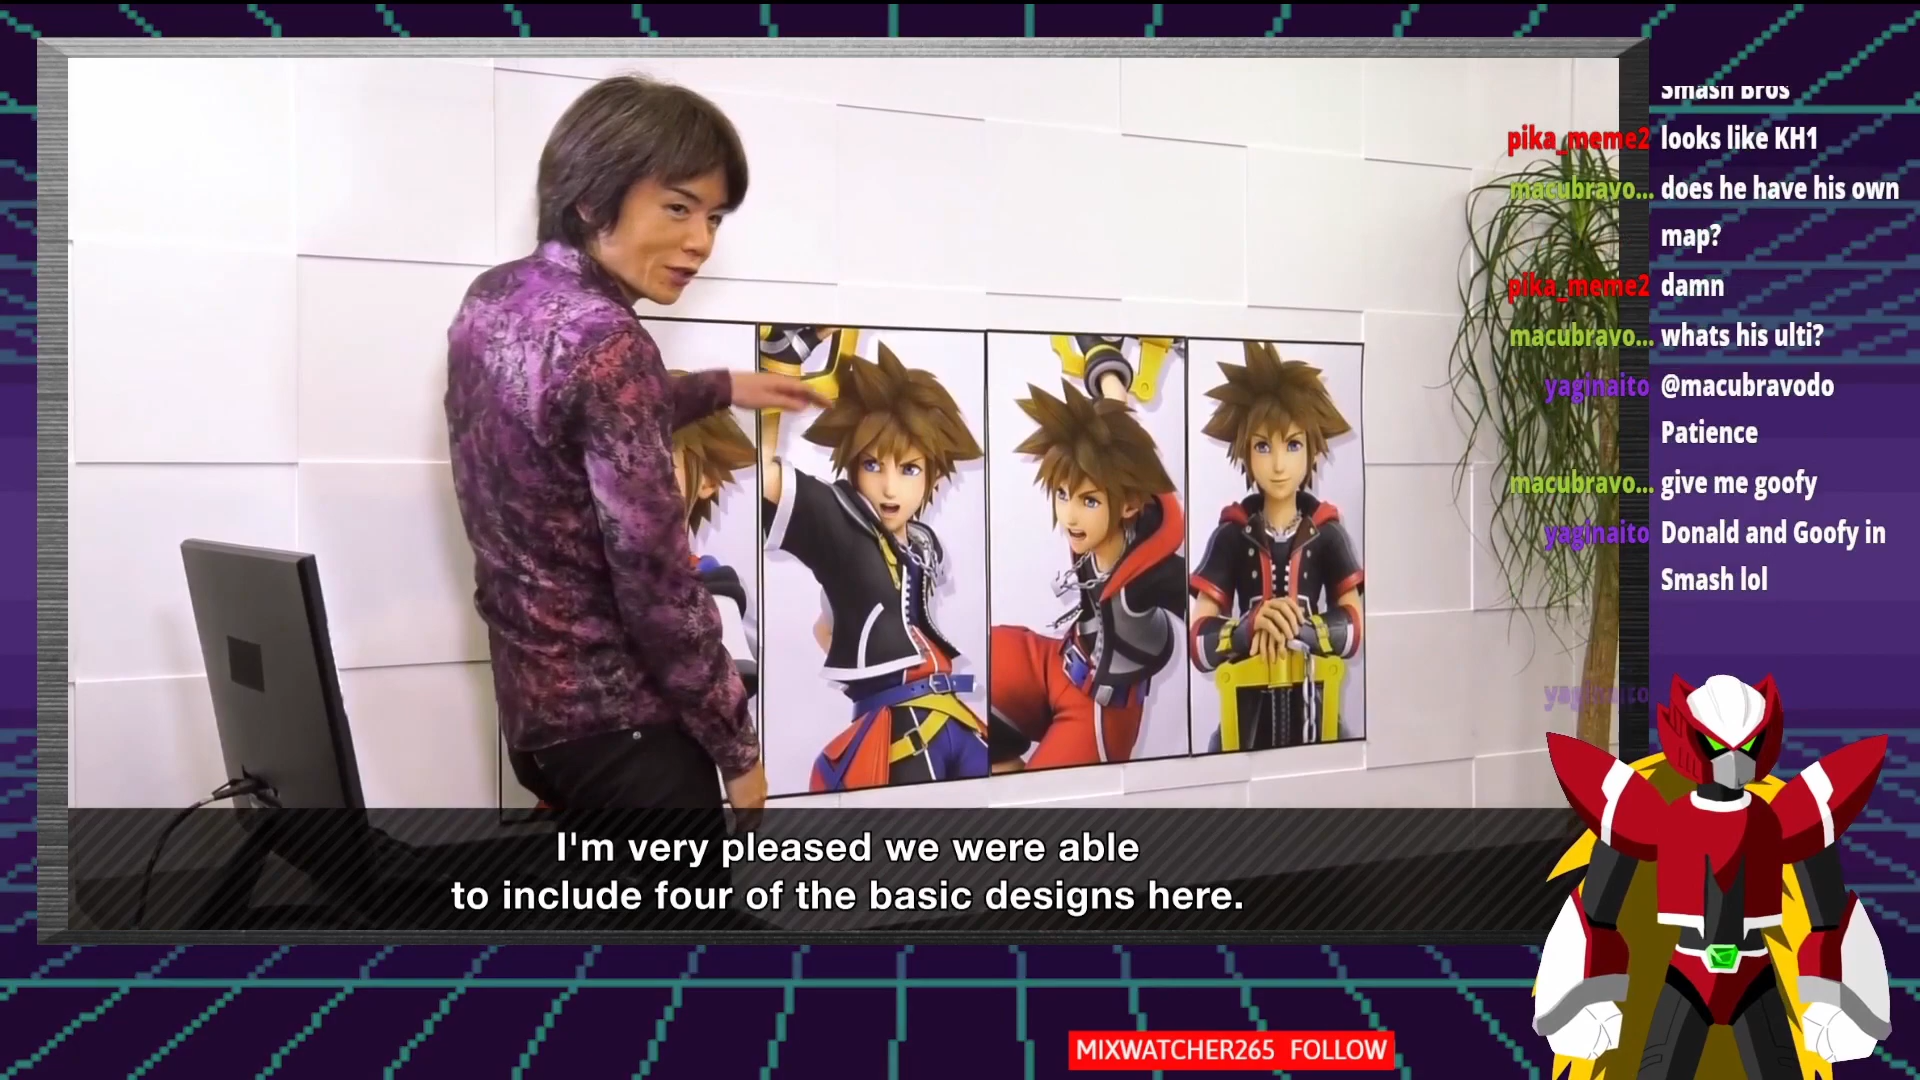 Smash Bros
pika_meme2 looks like KH1
macubravo... does he have his own
map?
pika_meme2 damn
macubravo... whats his ulti?
yaginaito @macubravodo
Patience
macubravo... give me goofy
yaginaito Donald and Goofy in
Smash lol
yaginaito
I'm very pleased we were able
to include four of the basic designs here.
MIXWATCHER265 FOLLOW